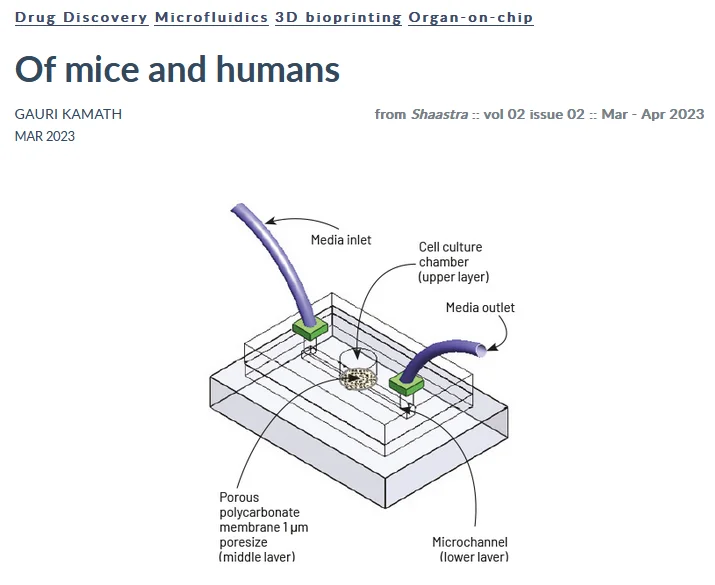 Drug Discovery Microfluidics 3D bioprinting Organ-on-chip
Of mice and humans
GAURI KAMATH
from Shaastra :: vol 02 issue 02 :: Mar - Apr 2023
MAR 2023
Media inlet
Cell culture
chamber
(upper layer)
Media outlet
Porous
polycarbonate
membrane 1 µm
poresize
(middle layer)
Microchannel
(lower layer)